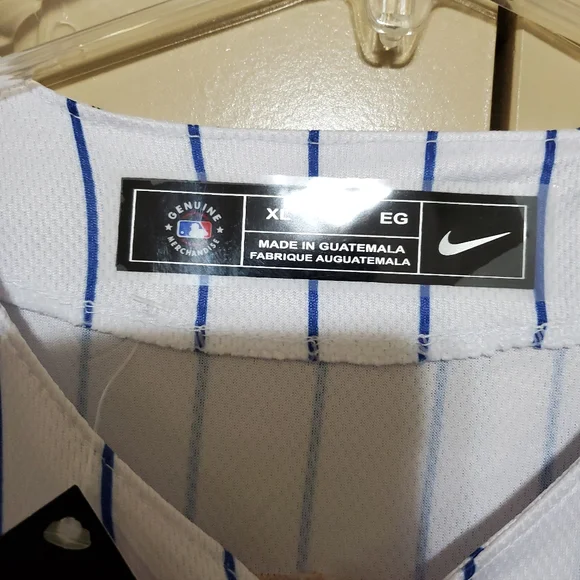 GENUINE
MERCHANDISE
XL EG
MADE IN GUATEMALA
FABRIQUE AUGUATEMALA